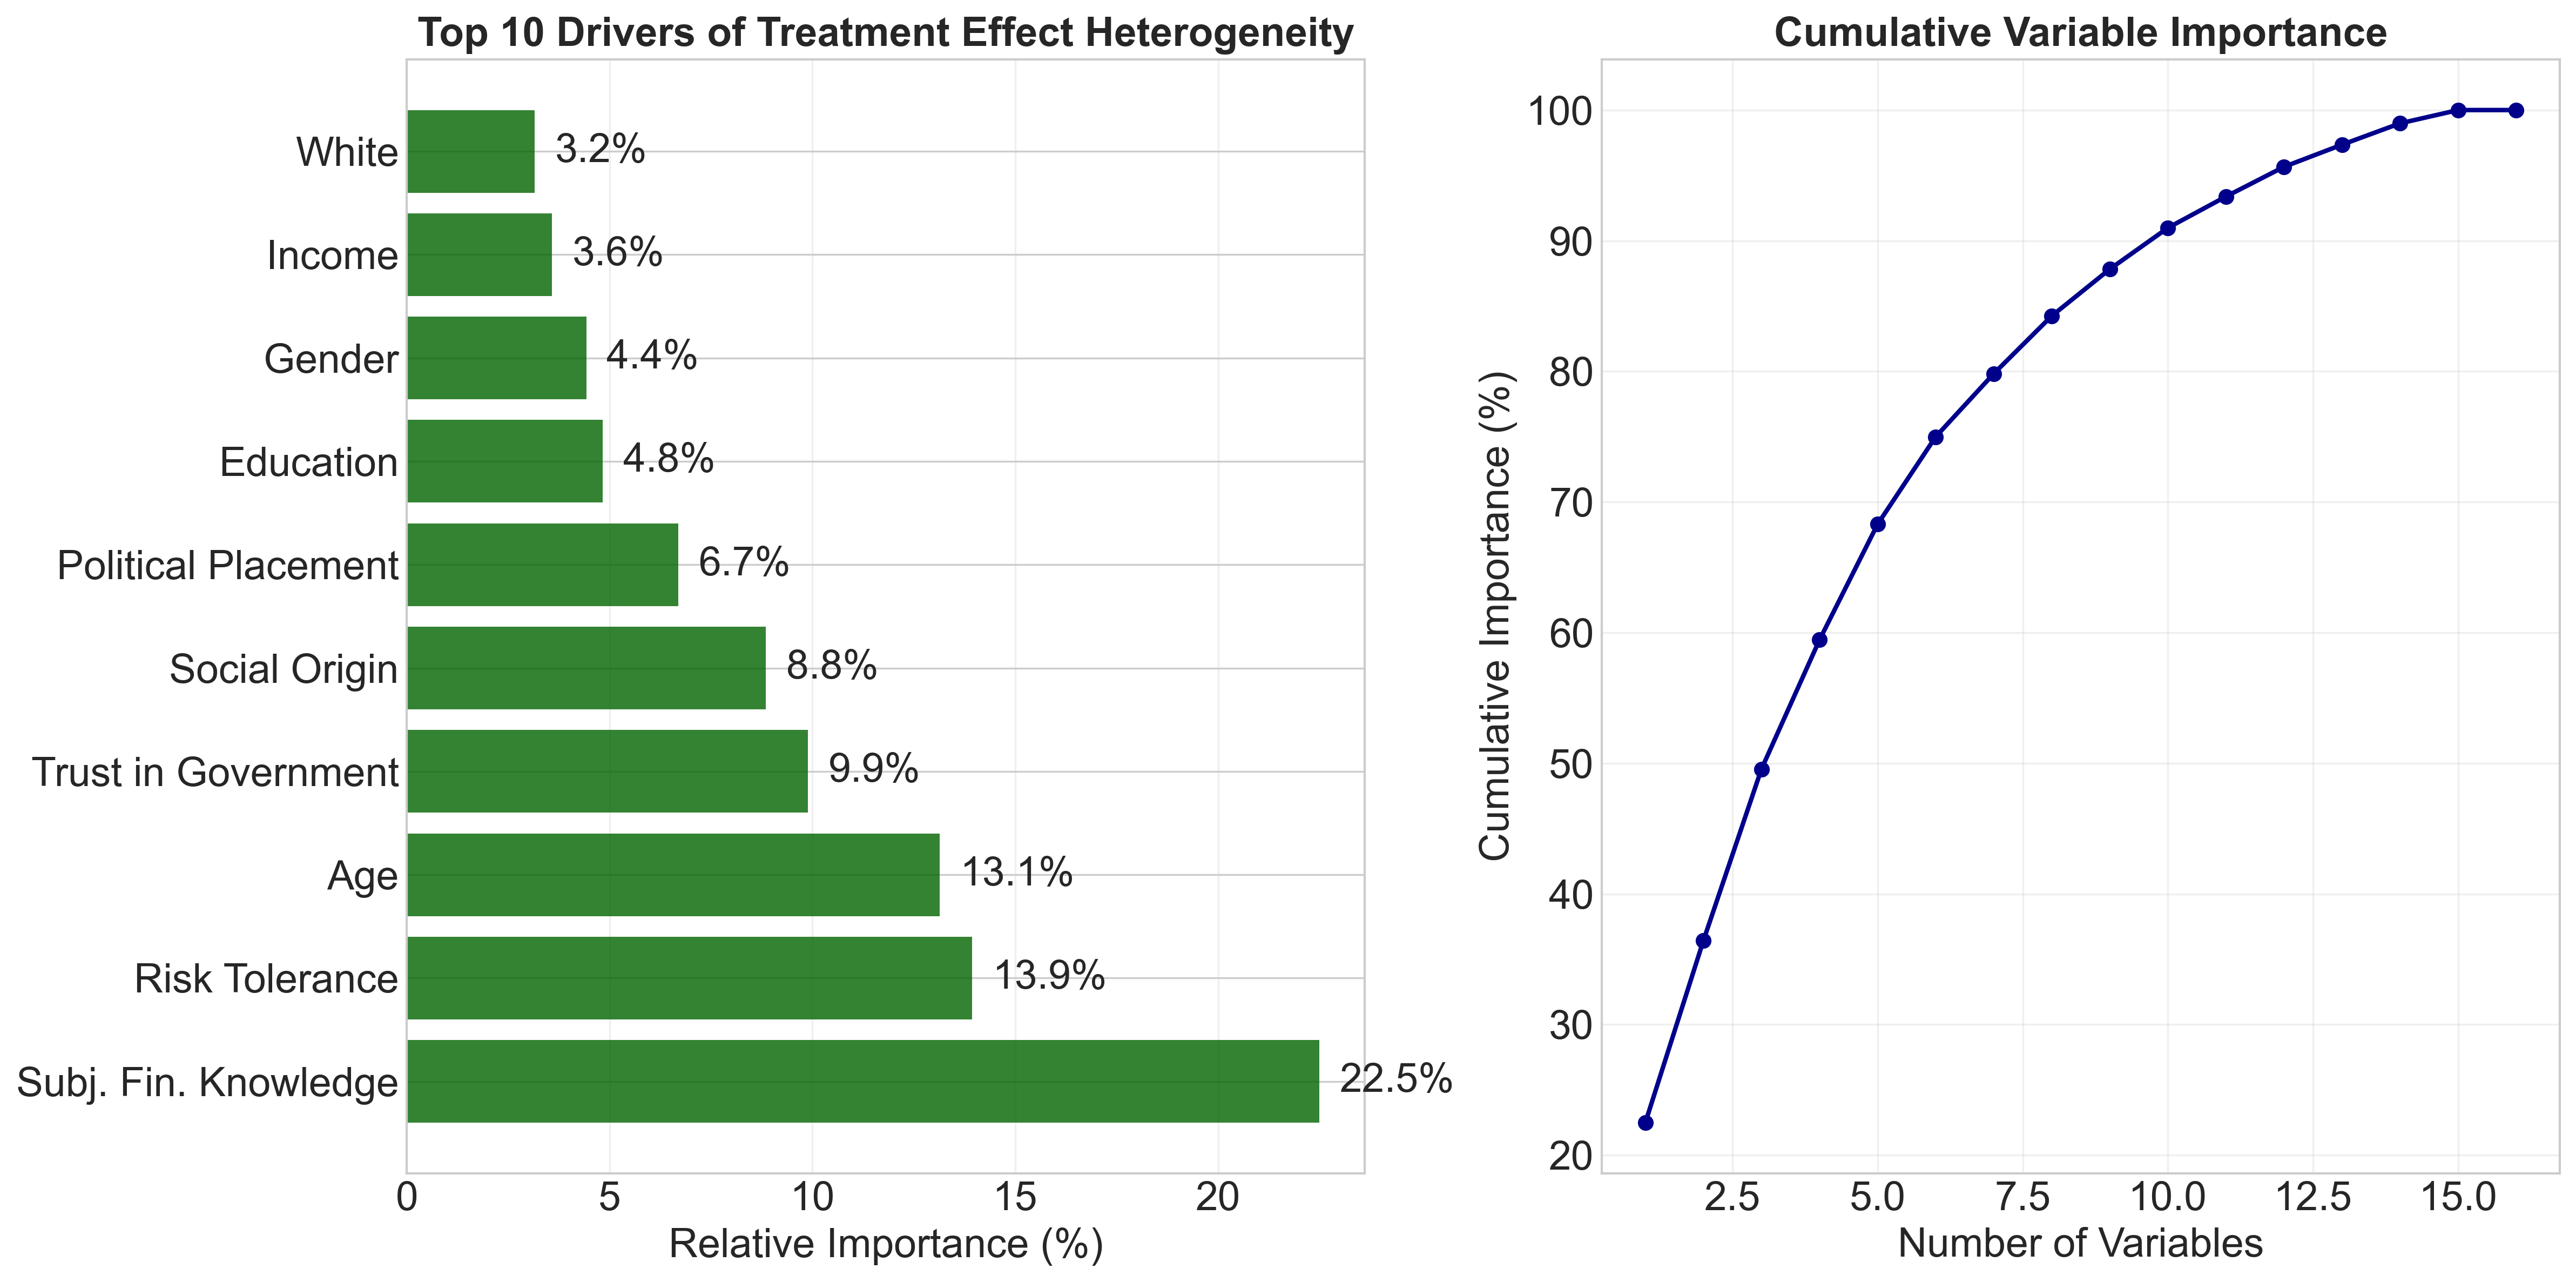 Top 10 Drivers of Treatment Effect Heterogeneity
White
3.2%
Income
3.6%
Gender
4.4%
Education
4.8%
Political Placement
6.7%
Social Origin
8.8%
Trust in Government
9.9%
Age
13.1%
Risk Tolerance
13.9%
Subj. Fin. Knowledge
22.5%
0 5 10 15 20
Relative Importance (%)
Cumulative Variable Importance
100
90
80
70
60
50
40
30
20
Cumulative Importance (%)
2.5 5.0 7.5 10.0 12.5 15.0
Number of Variables